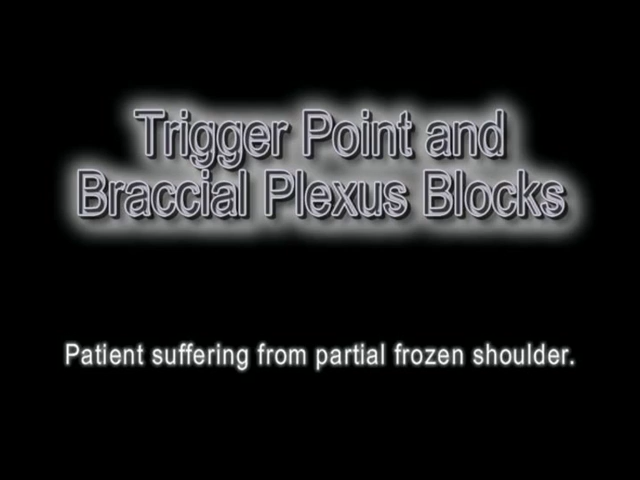 Trigger Point and
Braccial Plexus Blocks
Patient suffering from partial frozen shoulder.